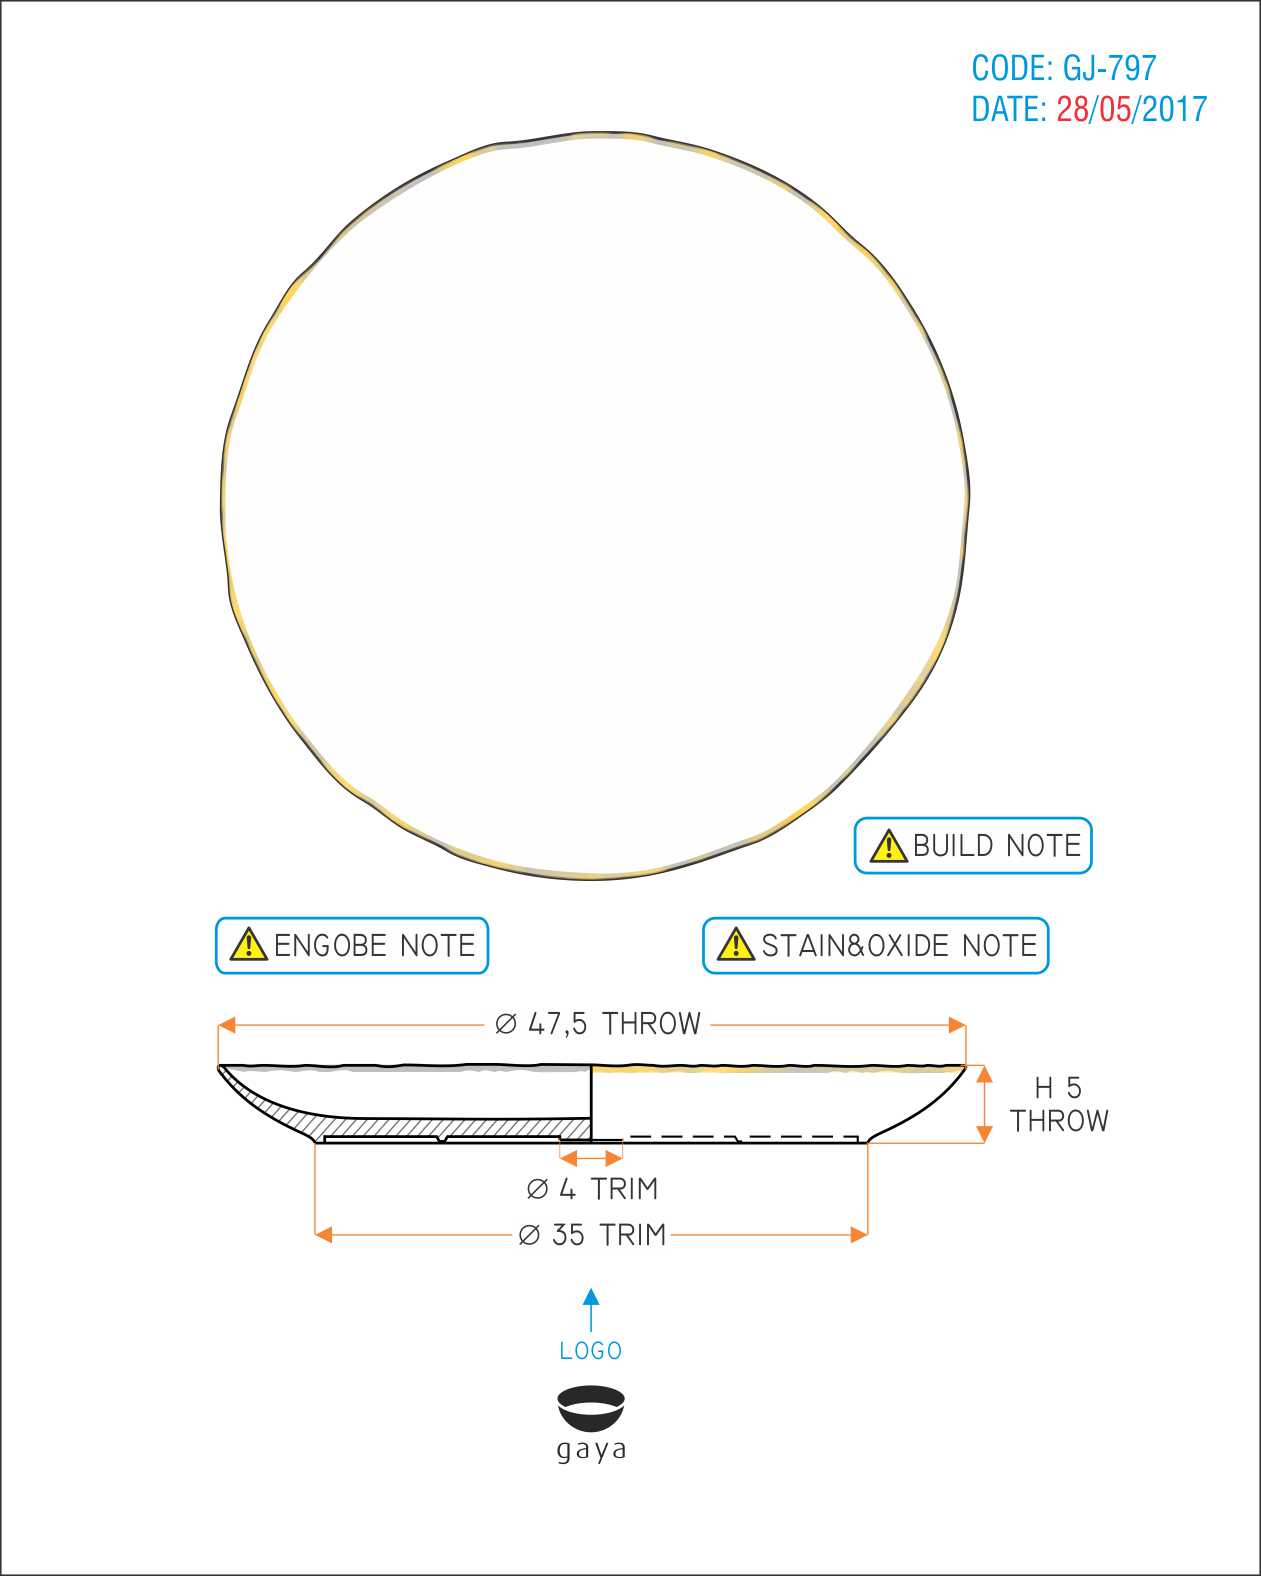 CODE: GJ-797
DATE: 28/05/2017
BUILD NOTE
ENGOBE NOTE
STAIN&OXIDE NOTE
Ø 47,5 THROW
H 5
THROW
Ø 4 TRIM
Ø 35 TRIM
LOGO
gaya